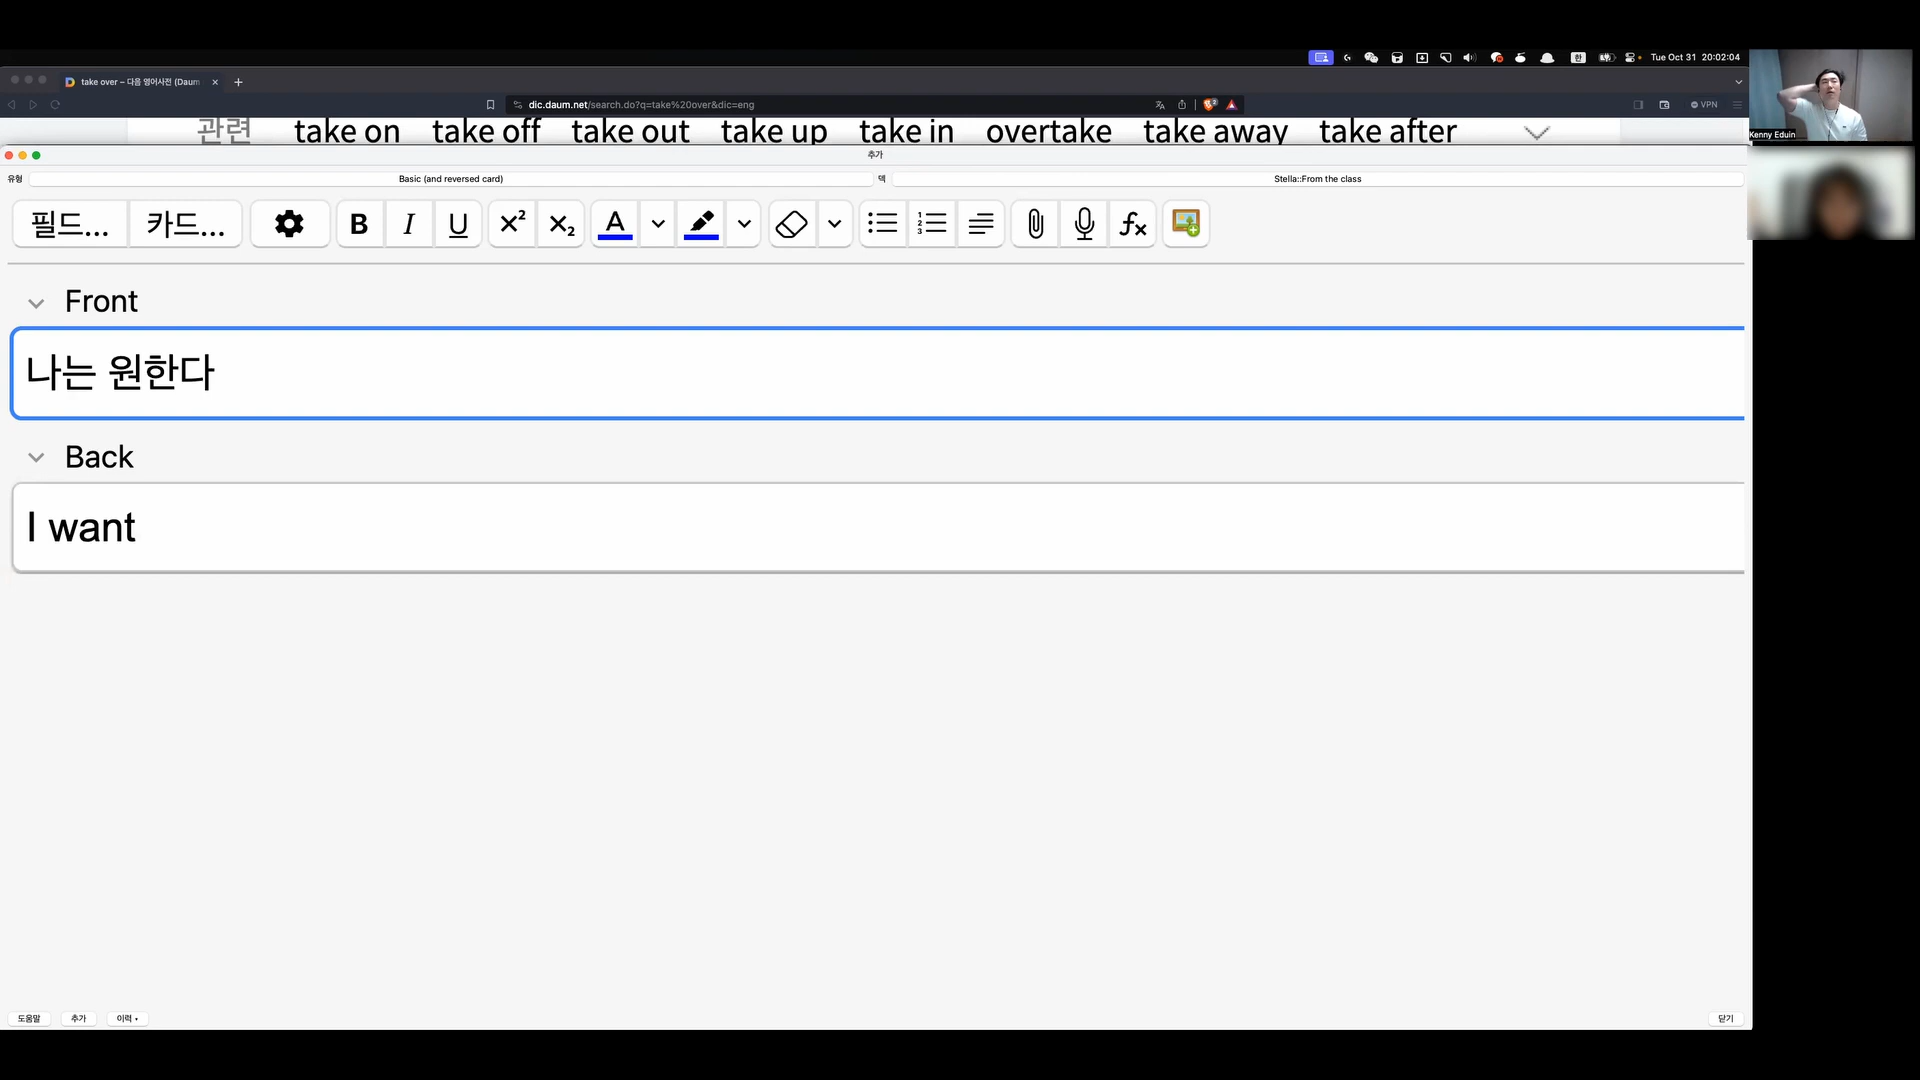 Tue Oct 31 20:02:04
take over – 다음 영어사전 (Daum
dic.daum.net/search.do?q=take%20over&dic=eng
VPN
Kenny Eduin
관련 take on take off take out take up take in overtake take away take after
추가
유형 Basic (and reversed card) 덱 Stella::From the class
필드... 카드... B I U X² X₂ A fx
Front
나는 원한다
Back
I want
도움말 추가 이력 닫기